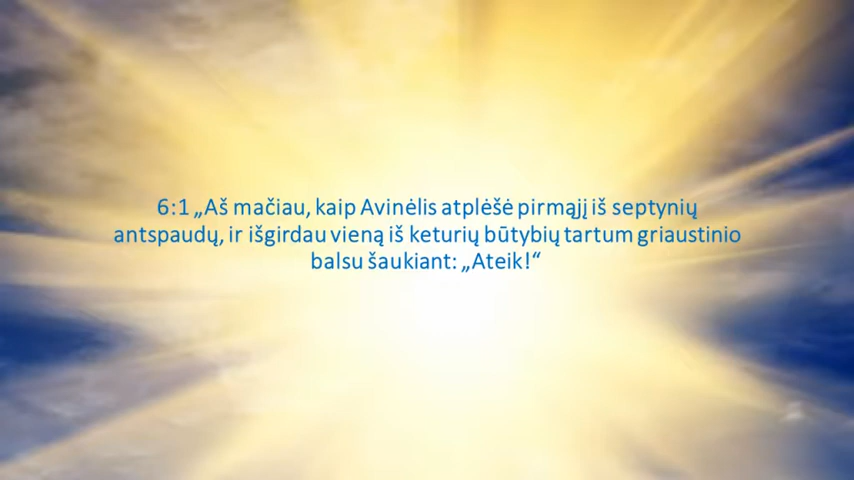 6:1 „Aš mačiau, kaip Avinėlis atplėšė pirmąjį iš septynių
antspaudų, ir išgirdau vieną iš keturių būtybių tartum griaustinio
balsu šaukiant: „Ateik!“